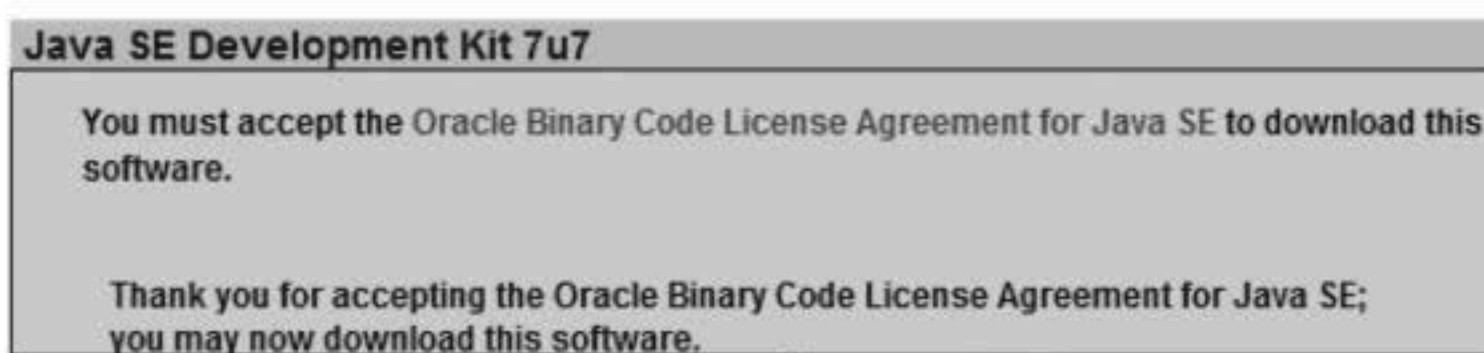 Java SE Development Kit 7u7
You must accept the Oracle Binary Code License Agreement for Java SE to download this
software.
Thank you for accepting the Oracle Binary Code License Agreement for Java SE;
you may now download this software.